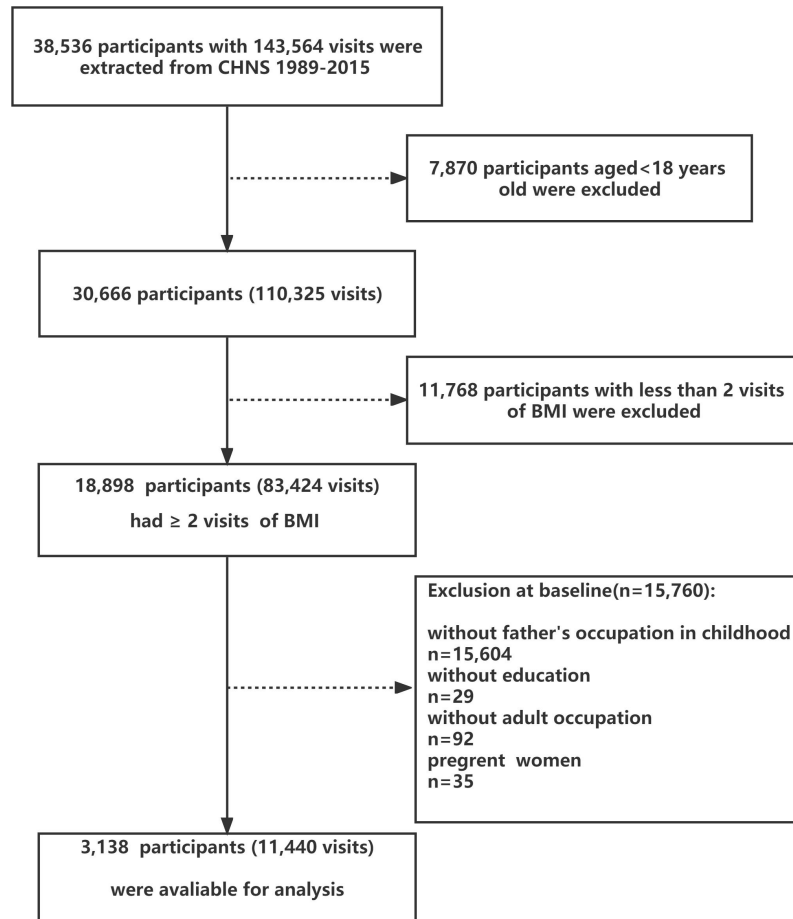 38,536 participants with 143,564 visits were
extracted from CHNS 1989-2015
7,870 participants aged<18 years
old were excluded
30,666 participants (110,325 visits)
11,768 participants with less than 2 visits
of BMI were excluded
18,898 participants (83,424 visits)
had ≥ 2 visits of BMI
Exclusion at baseline(n=15,760):
without father's occupation in childhood
n=15,604
without education
n=29
without adult occupation
n=92
pregrent women
n=35
3,138 participants (11,440 visits)
were avaliable for analysis